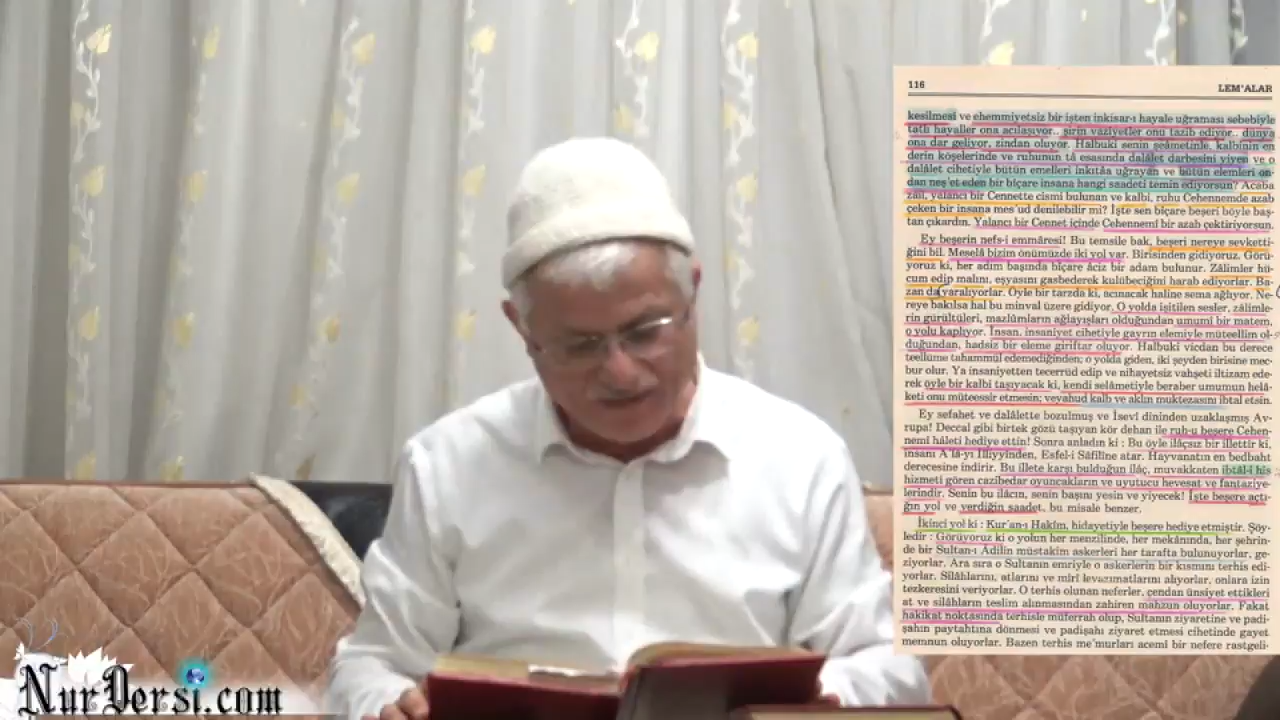 116
LEM'ALAR
kesilmesi ve ehemmiyetsiz bir işten inkisar-ı hayale uğraması sebebiyle
tatlı hayaller ona acılaşıyor.. şirin vaziyetler onu tazib ediyor.. dünya
ona dar geliyor, zindan oluyor. Halbuki senin şeâmetinle, kalbinin en
derin köşelerinde ve ruhunun tâ esasında dalâlet darbesini yiyen ve o
dalâlet cihetiyle bütün emelleri inkıtâa uğrayan ve bütün elemleri on-
dan neş'et eden bir biçare insana hangi saadeti temin ediyorsun? Acaba
zâil, yalancı bir Cennette cismi bulunan ve kalbi, ruhu Cehennemde azab
çeken bir insana mes'ud denilebilir mi? İşte sen biçare beşeri böyle baş-
tan çıkardın. Yalancı bir Cennet içinde Cehennemî bir azab çektiriyorsun.
Ey beşerin nefs-i emmâresi! Bu temsile bak, beşeri nereye sevketti-
ğini bil. Meselâ bizim önümüzde iki yol var. Birisinden gidiyoruz. Görü-
yoruz ki, her adım başında biçare âciz bir adam bulunur. Zâlimler hü-
cum edip malını, eşyasını gasbederek kulübeciğini harab ediyorlar. Ba-
zan da yaralıyorlar. Öyle bir tarzda ki, acınacak haline sema ağlıyor. Ne-
reye bakılsa hal bu minval üzere gidiyor. O yolda işitilen sesler, zâlimle-
rin gürültüleri, mazlûmların ağlayışları olduğundan umumî bir matem,
o yolu kaplıyor. İnsan, insaniyet cihetiyle gayrın elemiyle müteellim ol-
duğundan, hadsiz bir eleme giriftar oluyor. Halbuki vicdan bu derece
teellüme tahammül edemediğinden; o yolda giden, iki şeyden birisine mec-
bur olur. Ya insaniyetten tecerrüd edip ve nihayetsiz vahşeti iltizam ede-
rek öyle bir kalbi taşıyacak ki, kendi selâmetiyle beraber umumun helâ-
keti onu müteessir etmesin; veyahud kalb ve aklın muktezasını ibtal etsin.
Ey sefahet ve dalâlette bozulmuş ve İsevî dininden uzaklaşmış Av-
rupa! Deccal gibi birtek gözü taşıyan kör dehan ile ruh-u beşere Cehen-
nemî hâleti hediye ettin! Sonra anladın ki : Bu öyle ilâçsız bir illettir ki,
insanı A'lâ-yı İlliyyînden, Esfel-i Sâfilîne atar. Hayvanatın en bedbaht
derecesine indirir. Bu illete karşı bulduğun ilâç, muvakkaten ibtâl-i his
hizmeti gören cazibedar oyuncakların ve uyutucu hevesat ve fantaziye-
lerindir. Senin bu ilâcın, senin başını yesin ve yiyecek! İşte beşere açtı-
ğın yol ve verdiğin saadet, bu misale benzer.
İkinci yol ki : Kur'an-ı Hakîm, hidayetiyle beşere hediye etmiştir. Şöy-
ledir : Görüyoruz ki o yolun her menzilinde, her mekânında, her şehrin-
de bir Sultan-ı Adilin müstakim askerleri her tarafta bulunuyorlar, ge-
ziyorlar. Ara sıra o Sultanın emriyle o askerlerin bir kısmını terhis edi-
yorlar. Silâhlarını, atlarını ve mîrî levazımatlarını alıyorlar, onlara izin
tezkeresini veriyorlar. O terhis olunan neferler, çendan ünsiyet ettikleri
at ve silâhların teslim alınmasından zahiren mahzun oluyorlar. Fakat
hakikat noktasında terhisle müferrah olup, Sultanın ziyaretine ve padi-
şahın paytahtına dönmesi ve padişahı ziyaret etmesi cihetinde gayet
memnun oluyorlar. Bazen terhis me'murları acemi bir nefere rastgeli-
NurDersi.com